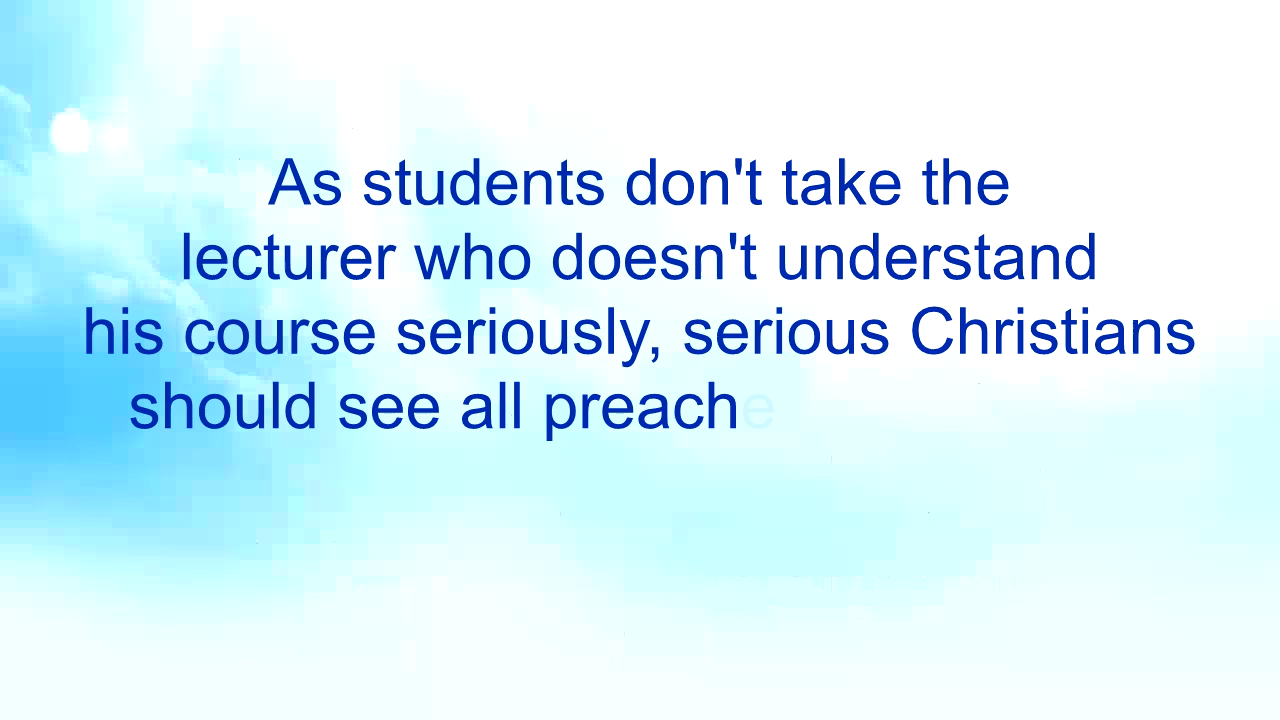 As students don't take the
lecturer who doesn't understand
his course seriously, serious Christians
should see all preache